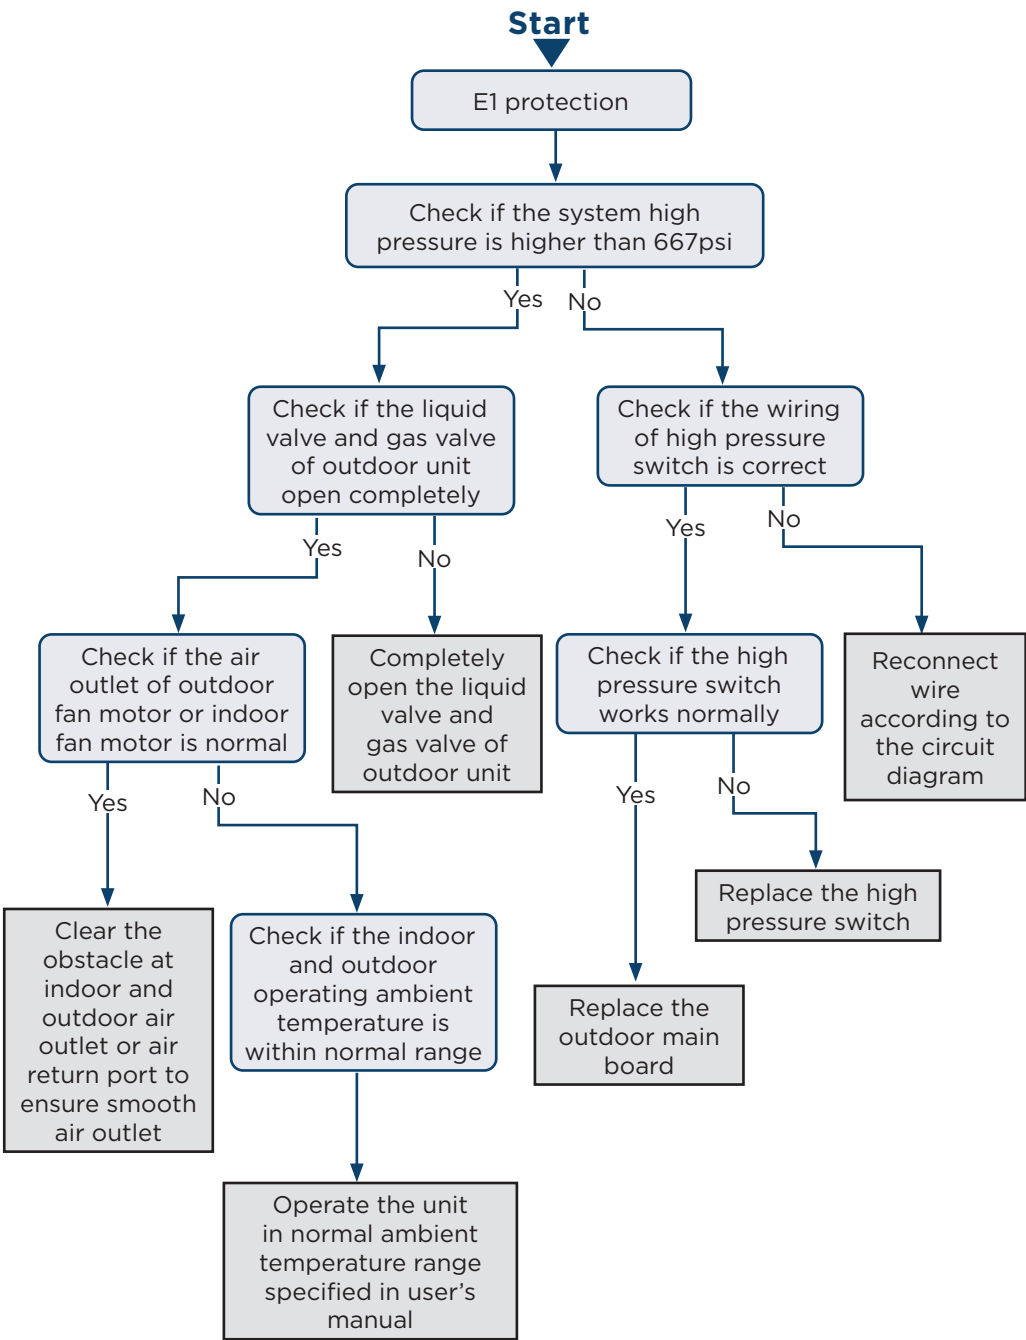 Start
E1 protection
Check if the system high
pressure is higher than 667psi
Yes
No
Check if the liquid
valve and gas valve
of outdoor unit
open completely
Check if the wiring
of high pressure
switch is correct
Yes
No
Yes
No
Check if the air
outlet of outdoor
fan motor or indoor
fan motor is normal
Completely
open the liquid
valve and
gas valve of
outdoor unit
Check if the high
pressure switch
works normally
Reconnect
wire
according to
the circuit
diagram
Yes
No
Yes
No
Clear the
obstacle at
indoor and
outdoor air
outlet or air
return port to
ensure smooth
air outlet
Check if the indoor
and outdoor
operating ambient
temperature is
within normal range
Replace the high
pressure switch
Replace the
outdoor main
board
Operate the unit
in normal ambient
temperature range
specified in user's
manual